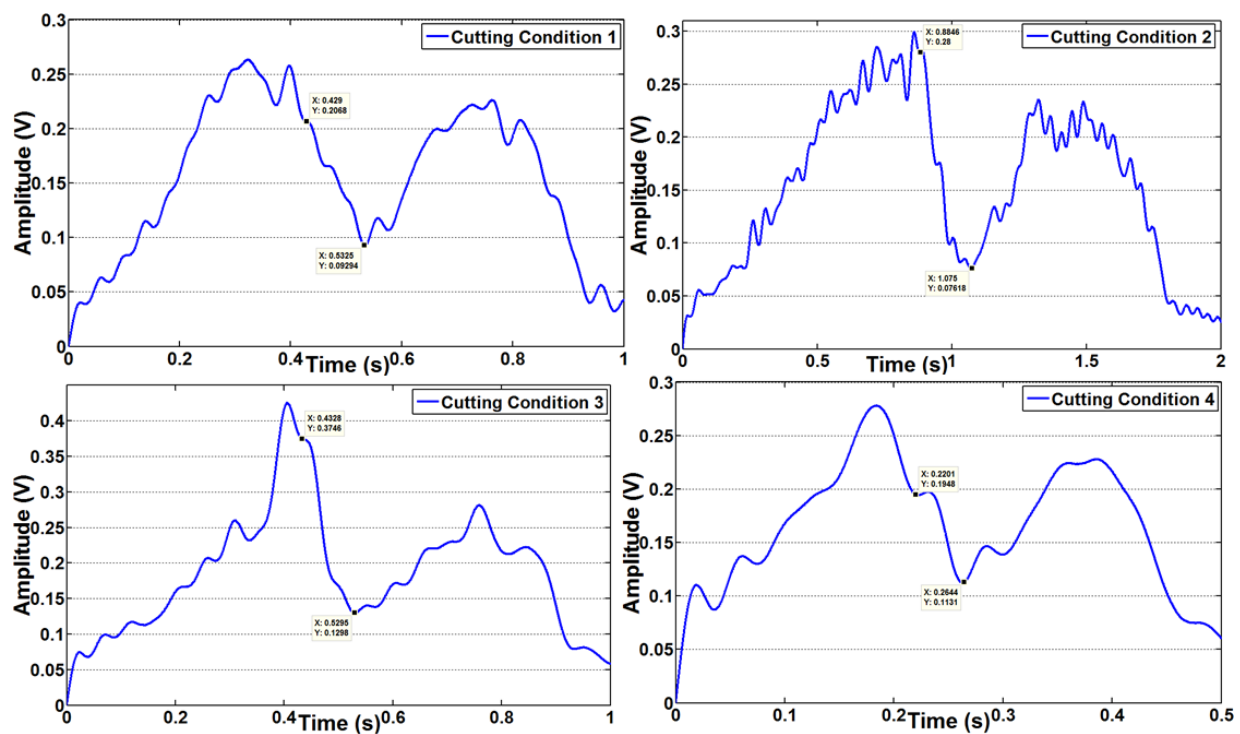 Cutting Condition 1
Amplitude (V)
0.3
0.25
0.2
0.15
0.1
0.05
0
X: 0.429
Y: 0.2068
X: 0.5325
Y: 0.09294
0
0.2
0.4
0.6
0.8
1
Time (s)
Cutting Condition 2
Amplitude (V)
0.3
0.25
0.2
0.15
0.1
0.05
0
X: 0.8846
Y: 0.28
X: 1.075
Y: 0.07618
0
0.5
1
1.5
2
Time (s)
Cutting Condition 3
Amplitude (V)
0.4
0.35
0.3
0.25
0.2
0.15
0.1
0.05
0
X: 0.4328
Y: 0.3746
X: 0.5295
Y: 0.1298
0
0.2
0.4
0.6
0.8
1
Time (s)
Cutting Condition 4
Amplitude (V)
0.3
0.25
0.2
0.15
0.1
0.05
0
X: 0.2201
Y: 0.1948
X: 0.2644
Y: 0.1131
0
0.1
0.2
0.3
0.4
0.5
Time (s)